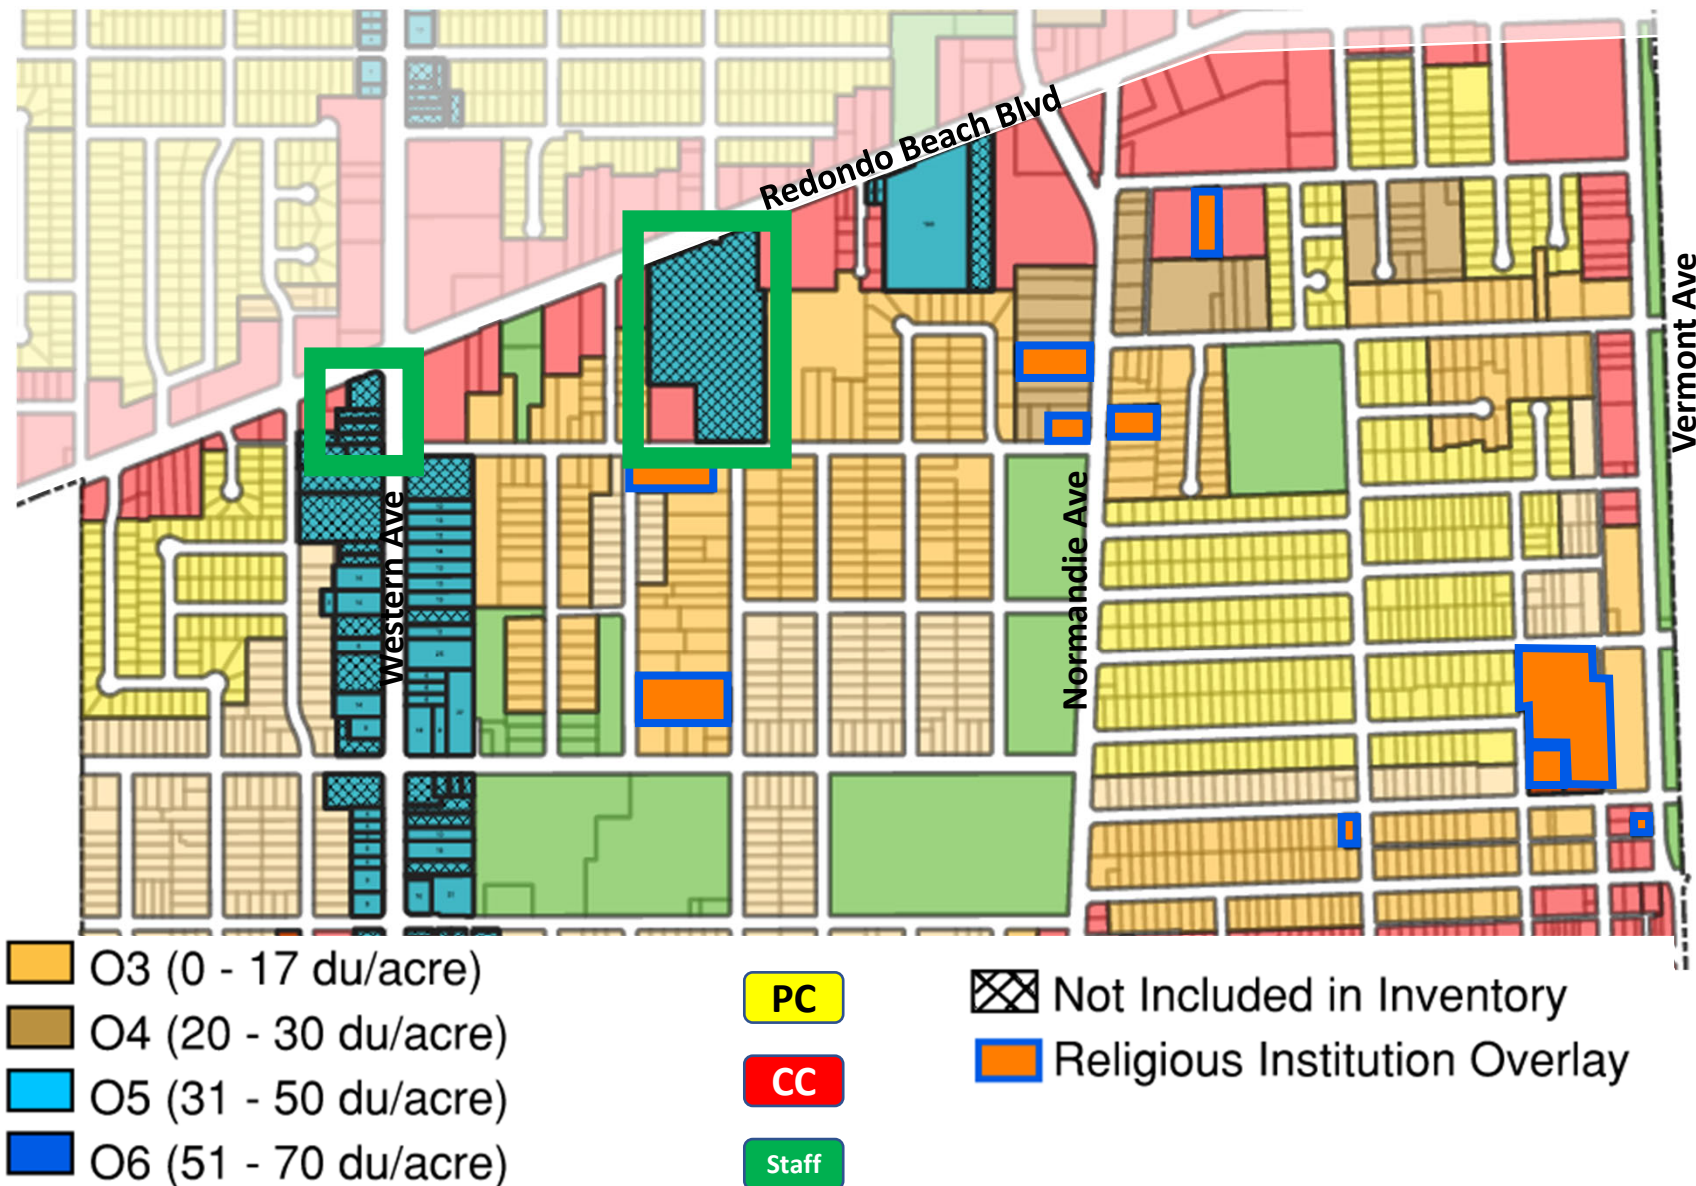 Redondo Beach Blvd
Vermont Ave
Western Ave
Normandie Ave
O3 (0 - 17 du/acre)
O4 (20 - 30 du/acre)
O5 (31 - 50 du/acre)
O6 (51 - 70 du/acre)
PC
CC
Staff
Not Included in Inventory
Religious Institution Overlay